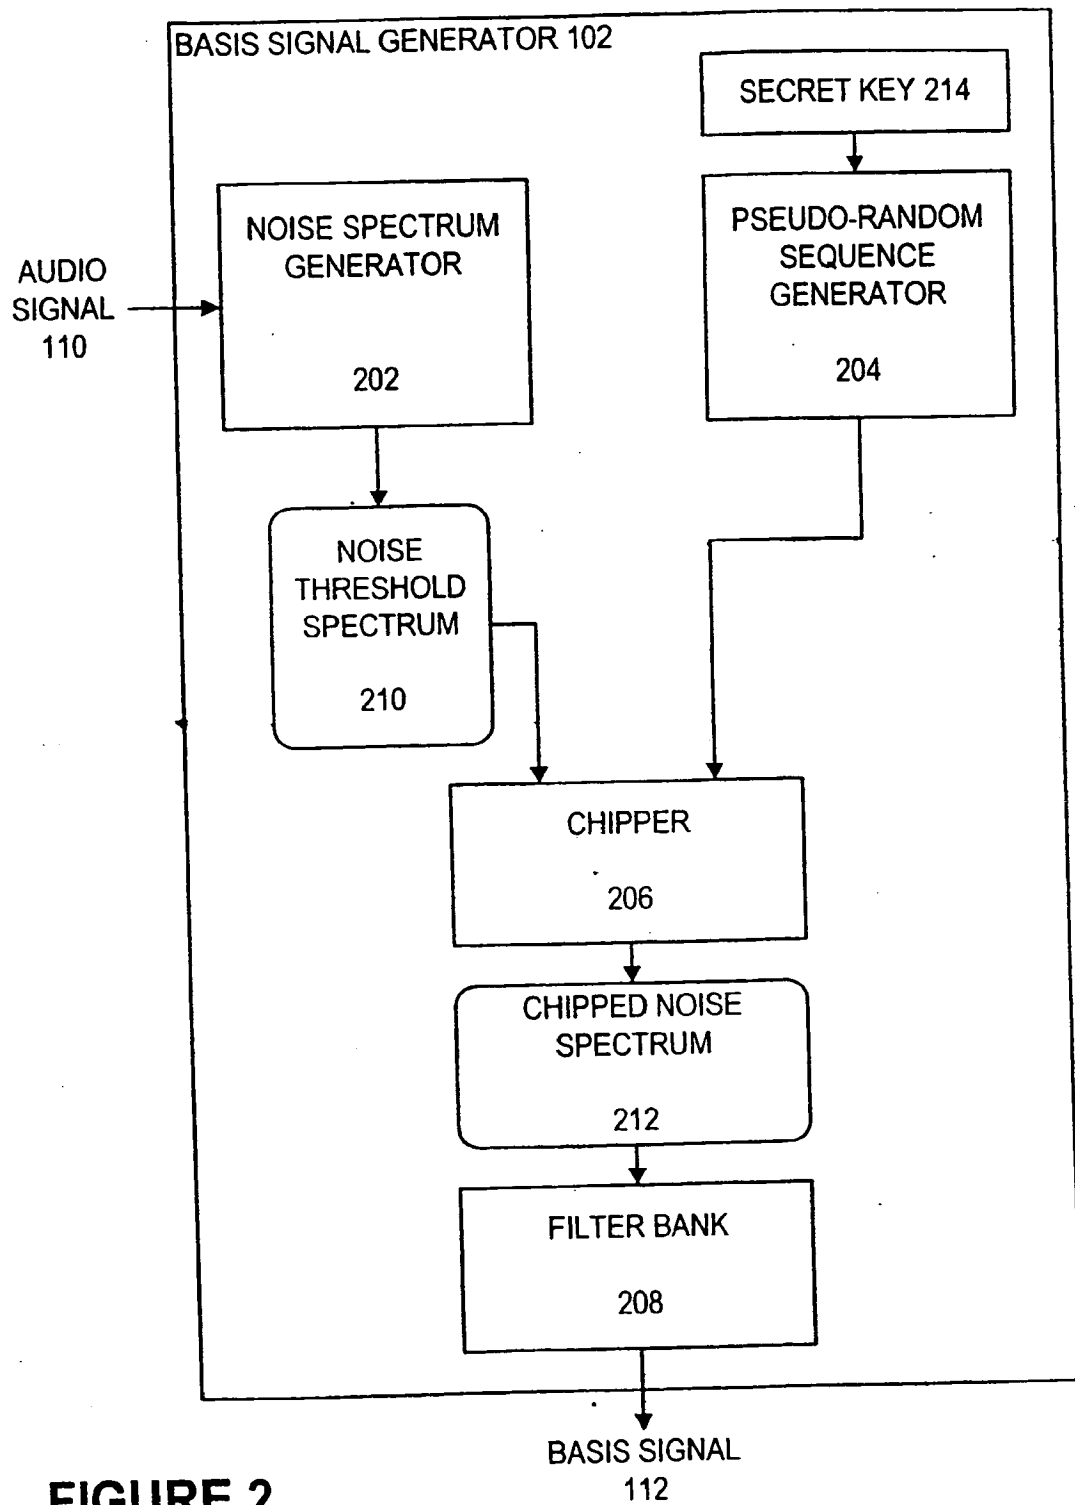 BASIS SIGNAL GENERATOR 102
SECRET KEY 214
NOISE SPECTRUM
GENERATOR
202
PSEUDO-RANDOM
SEQUENCE
GENERATOR
204
AUDIO
SIGNAL
110
NOISE
THRESHOLD
SPECTRUM
210
CHIPPER
206
CHIPPED NOISE
SPECTRUM
212
FILTER BANK
208
BASIS SIGNAL
112
FIGURE 2